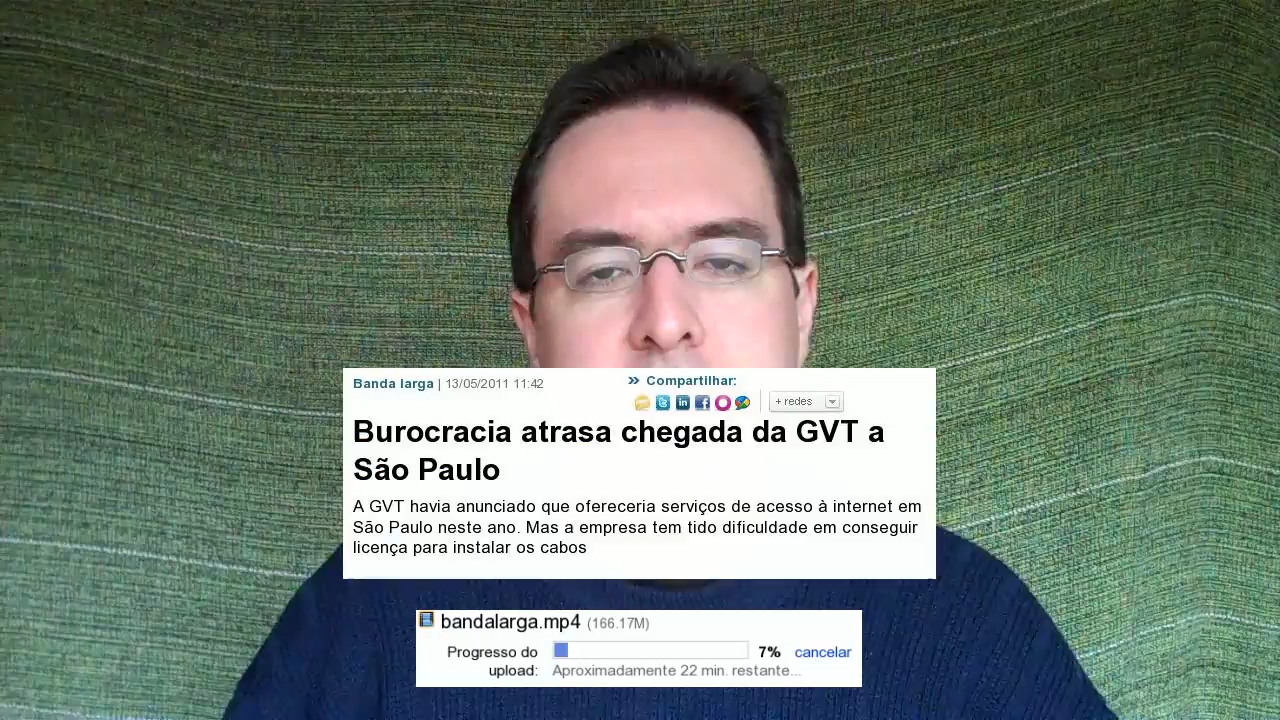 Banda larga | 13/05/2011 11:42
Compartilhar:
+ redes
Burocracia atrasa chegada da GVT a
São Paulo
A GVT havia anunciado que ofereceria serviços de acesso à internet em
São Paulo neste ano. Mas a empresa tem tido dificuldade em conseguir
licença para instalar os cabos
bandalarga.mp4 (166.17M)
Progresso do 7% cancelar
upload: Aproximadamente 22 min. restante...